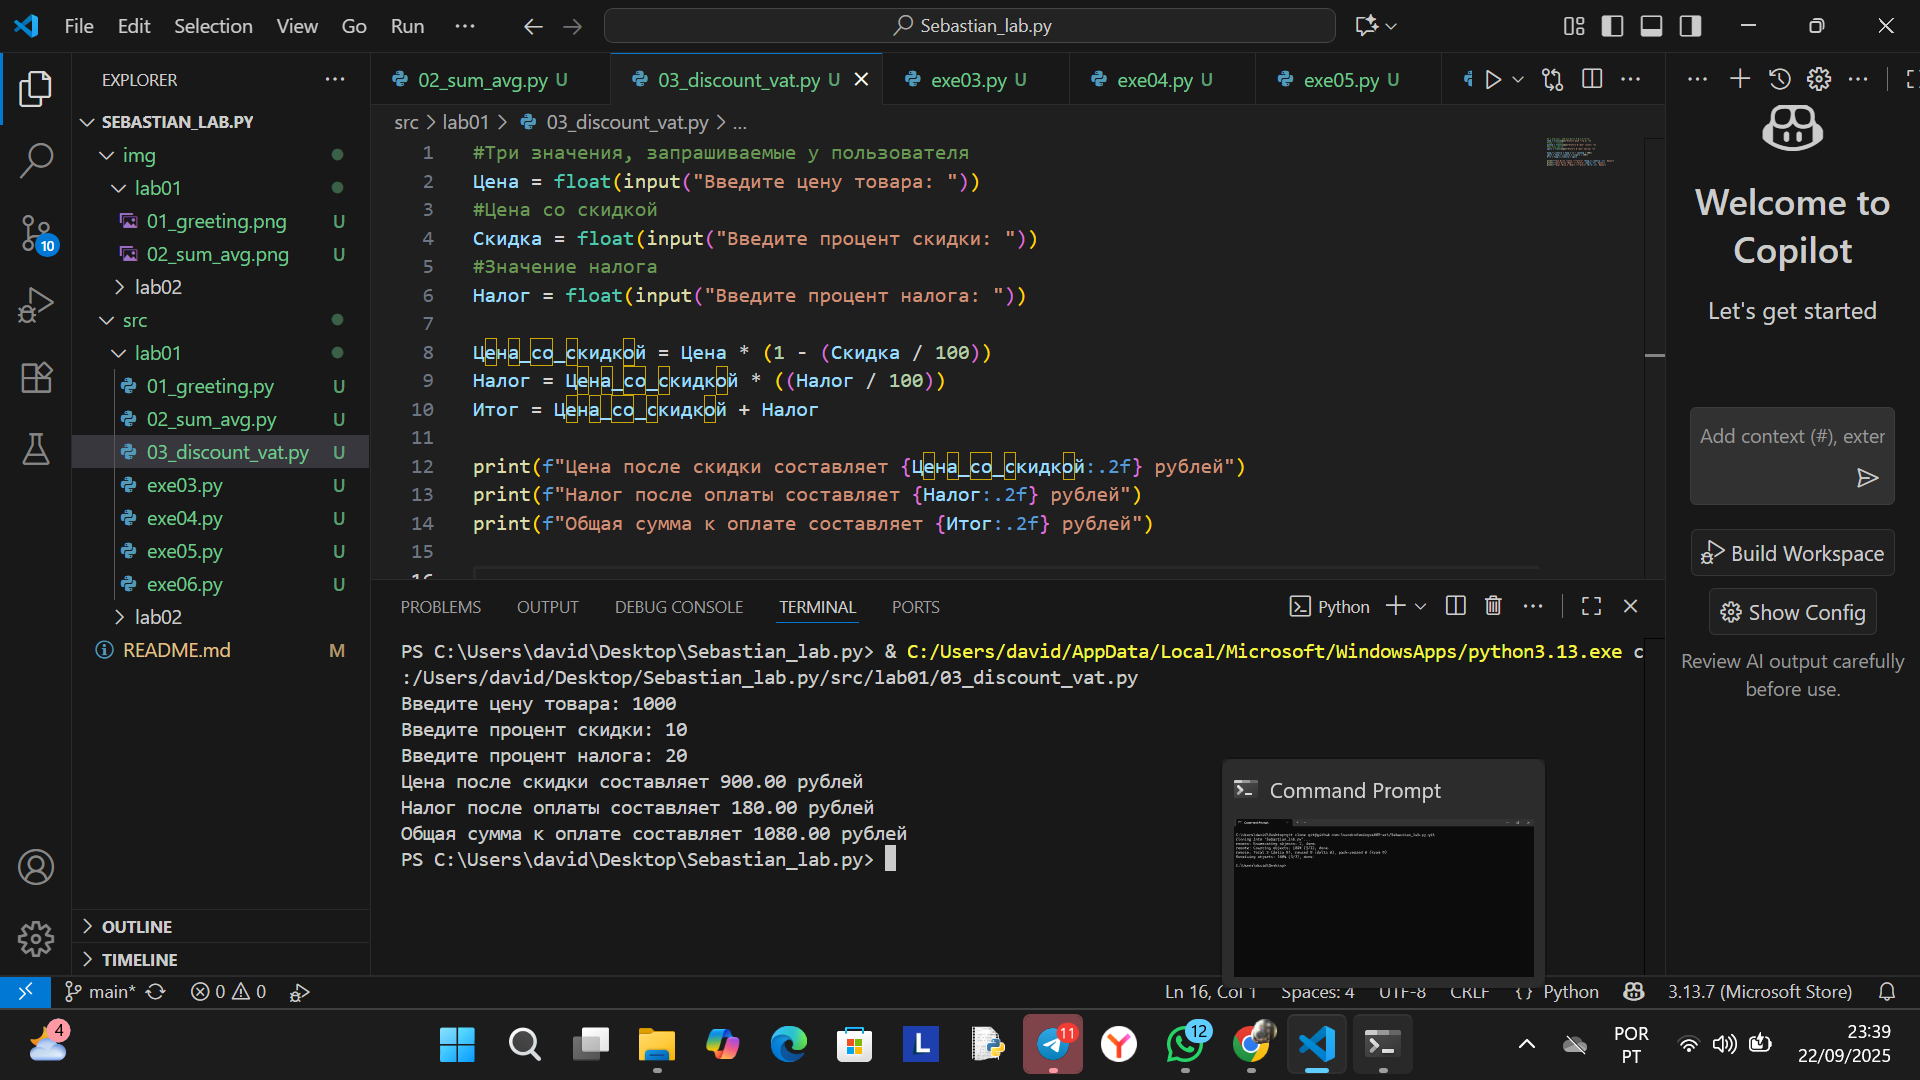 File Edit Selection View Go Run ··· Sebastian_lab.py
EXPLORER ···
SEBASTIAN_LAB.PY
img
lab01
01_greeting.png U
02_sum_avg.png U
lab02
src
lab01
01_greeting.py U
02_sum_avg.py U
03_discount_vat.py U
exe03.py U
exe04.py U
exe05.py U
exe06.py U
lab02
README.md M
OUTLINE
TIMELINE
10
02_sum_avg.py U 03_discount_vat.py U exe03.py U exe04.py U exe05.py U
src > lab01 > 03_discount_vat.py > ...
1 #Три значения, запрашиваемые у пользователя
2 Цена = float(input("Введите цену товара: "))
3 #Цена со скидкой
4 Скидка = float(input("Введите процент скидки: "))
5 #Значение налога
6 Налог = float(input("Введите процент налога: "))
7
8 Цена_со_скидкой = Цена * (1 - (Скидка / 100))
9 Налог = Цена_со_скидкой * ((Налог / 100))
10 Итог = Цена_со_скидкой + Налог
11
12 print(f"Цена после скидки составляет {Цена_со_скидкой:.2f} рублей")
13 print(f"Налог после оплаты составляет {Налог:.2f} рублей")
14 print(f"Общая сумма к оплате составляет {Итог:.2f} рублей")
15
16
PROBLEMS OUTPUT DEBUG CONSOLE TERMINAL PORTS Python
PS C:\Users\david\Desktop\Sebastian_lab.py> & C:/Users/david/AppData/Local/Microsoft/WindowsApps/python3.13.exe c
:/Users/david/Desktop/Sebastian_lab.py/src/lab01/03_discount_vat.py
Введите цену товара: 1000
Введите процент скидки: 10
Введите процент налога: 20
Цена после скидки составляет 900.00 рублей
Налог после оплаты составляет 180.00 рублей
Общая сумма к оплате составляет 1080.00 рублей
PS C:\Users\david\Desktop\Sebastian_lab.py>
Command Prompt
Welcome to
Copilot
Let's get started
Add context (#), exter
Build Workspace
Show Config
Review AI output carefully
before use.
main* 0 0 Ln 16, Col 1 Spaces: 4 UTF-8 CRLF {} Python 3.13.7 (Microsoft Store)
4 L 11 Y 12 POR
PT
23:39
22/09/2025